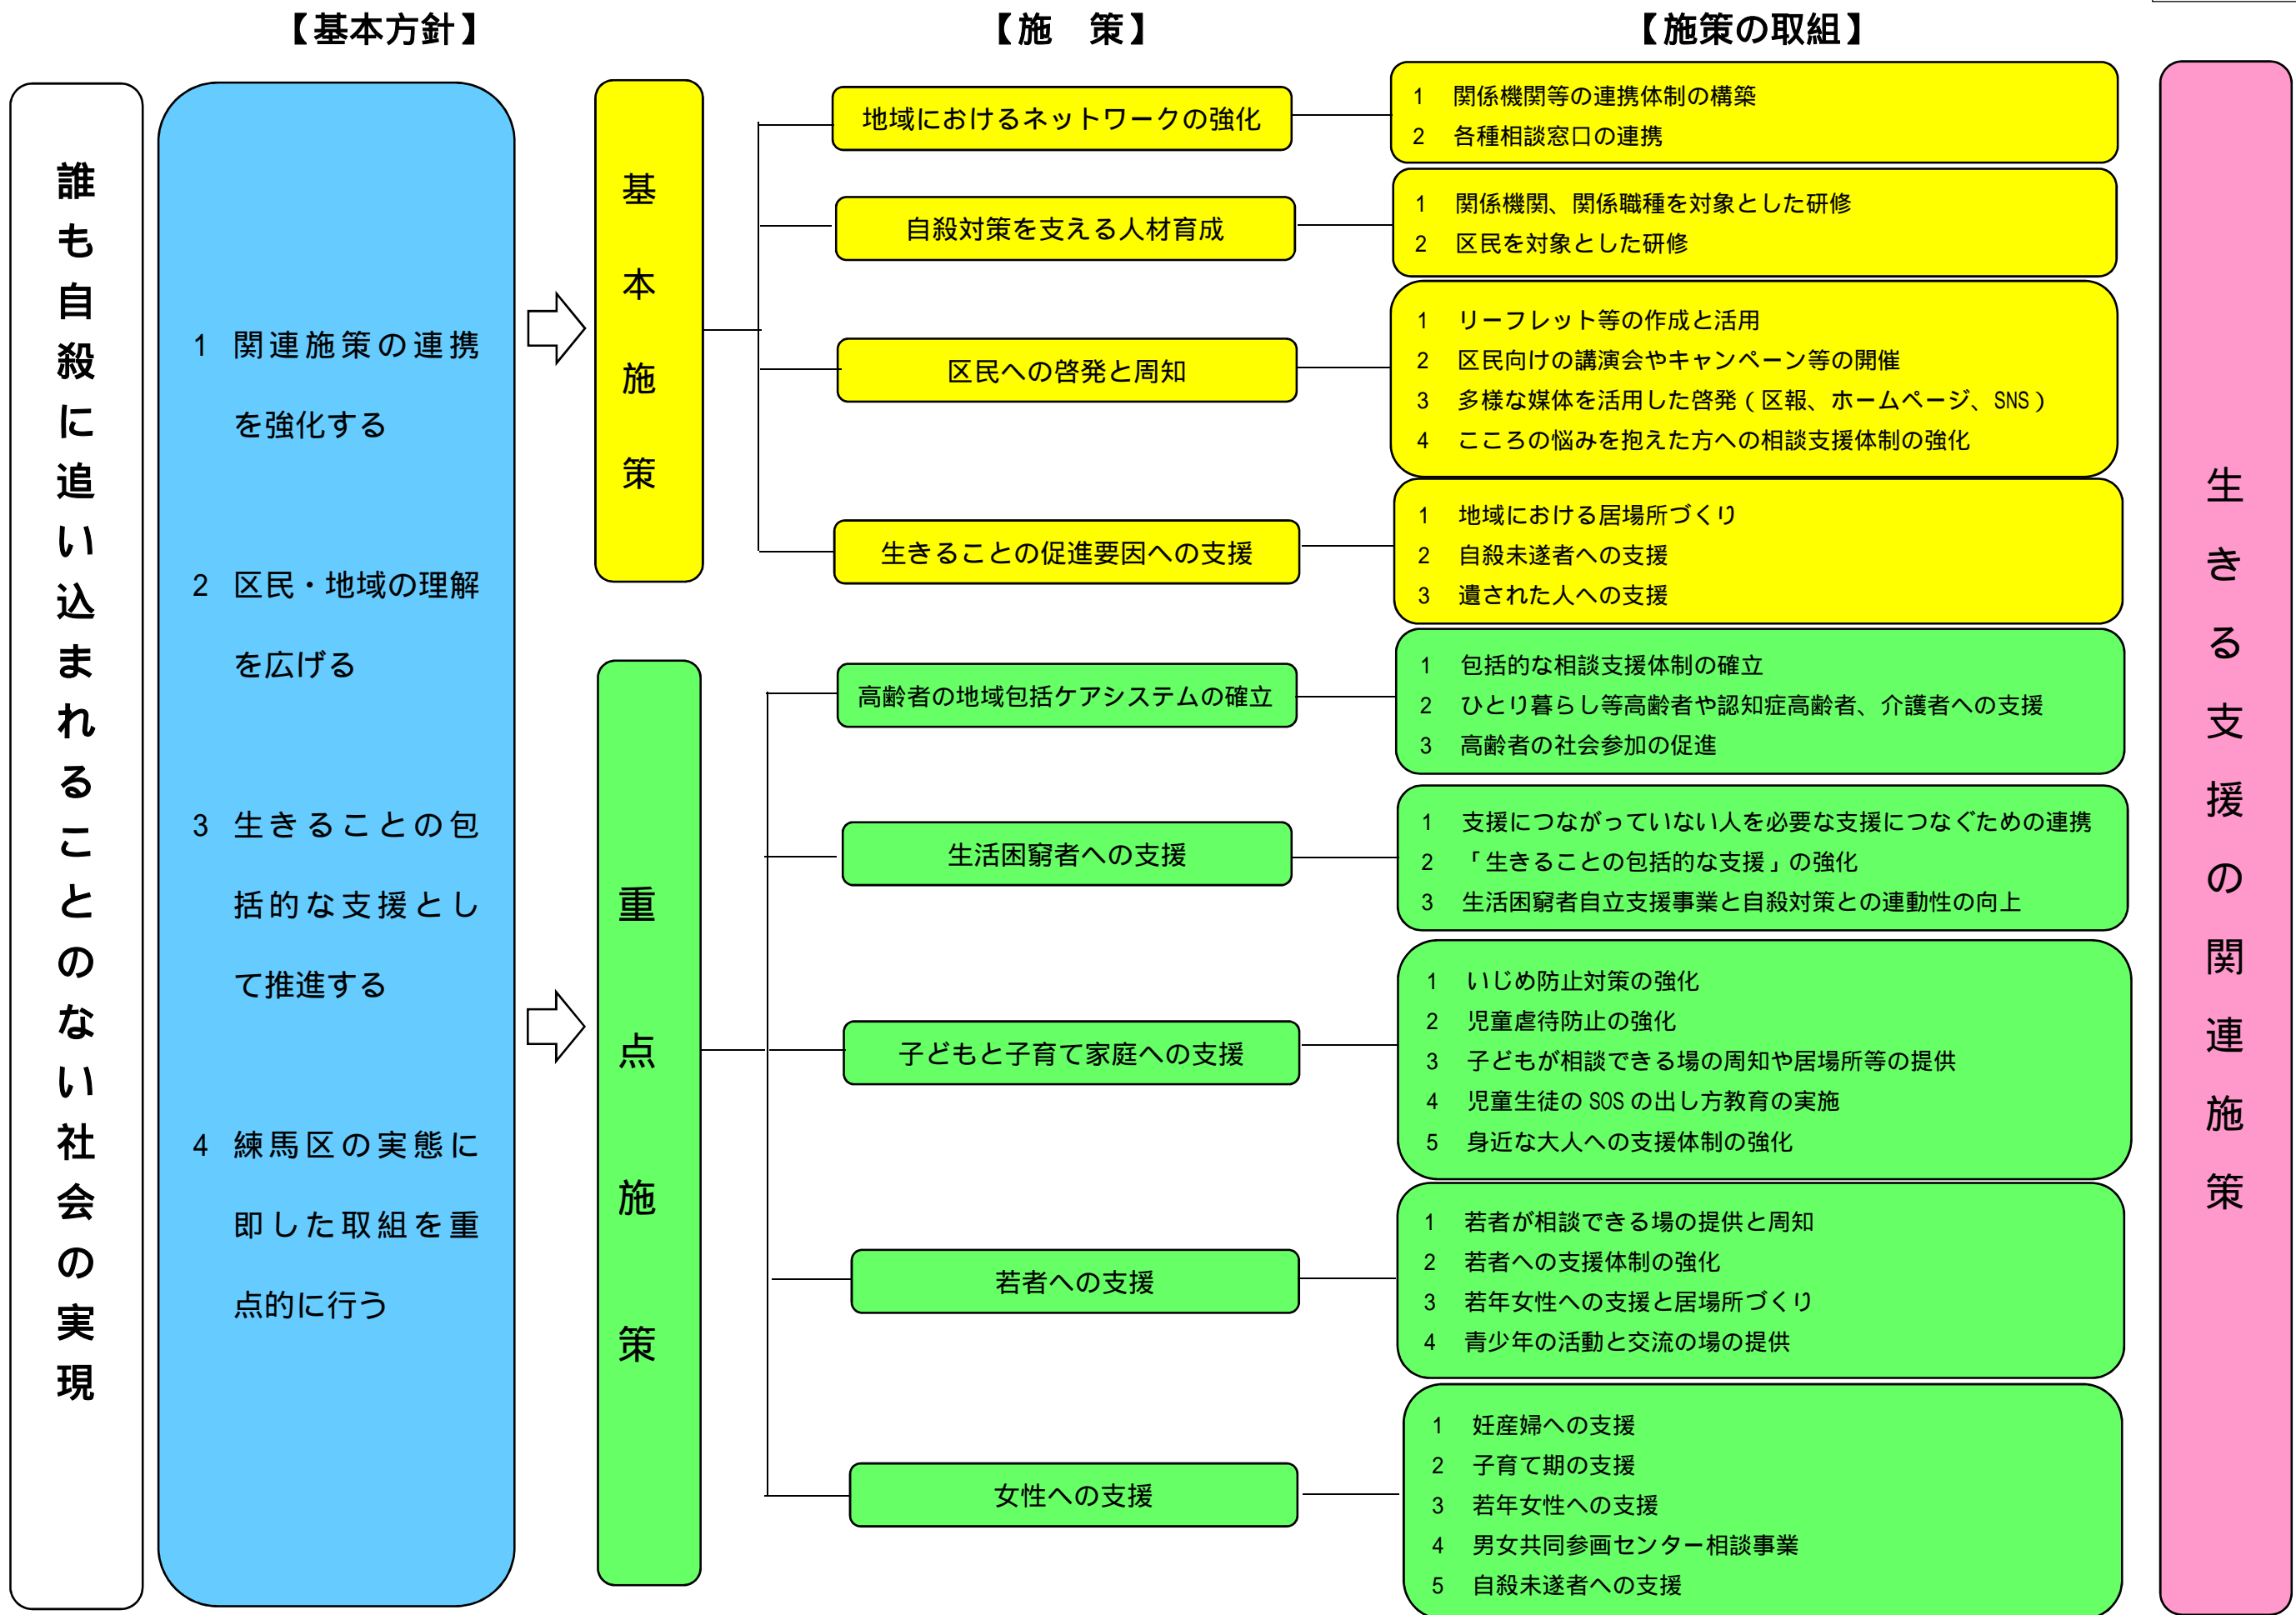 【基本方針】
【施　策】
【施策の取組】
誰も自殺に追い込まれることのない社会の実現
1 関連施策の連携
を強化する
2 区民・地域の理解
を広げる
3 生きることの包
括的な支援とし
て推進する
4 練馬区の実態に
即した取組を重
点的に行う
基本施策
地域におけるネットワークの強化
1 関係機関等の連携体制の構築
2 各種相談窓口の連携
自殺対策を支える人材育成
1 関係機関、関係職種を対象とした研修
2 区民を対象とした研修
区民への啓発と周知
1 リーフレット等の作成と活用
2 区民向けの講演会やキャンペーン等の開催
3 多様な媒体を活用した啓発（区報、ホームページ、SNS）
4 こころの悩みを抱えた方への相談支援体制の強化
生きることの促進要因への支援
1 地域における居場所づくり
2 自殺未遂者への支援
3 遺された人への支援
重点施策
高齢者の地域包括ケアシステムの確立
1 包括的な相談支援体制の確立
2 ひとり暮らし等高齢者や認知症高齢者、介護者への支援
3 高齢者の社会参加の促進
生活困窮者への支援
1 支援につながっていない人を必要な支援につなぐための連携
2 「生きることの包括的な支援」の強化
3 生活困窮者自立支援事業と自殺対策との連動性の向上
子どもと子育て家庭への支援
1 いじめ防止対策の強化
2 児童虐待防止の強化
3 子どもが相談できる場の周知や居場所等の提供
4 児童生徒の SOS の出し方教育の実施
5 身近な大人への支援体制の強化
若者への支援
1 若者が相談できる場の提供と周知
2 若者への支援体制の強化
3 若年女性への支援と居場所づくり
4 青少年の活動と交流の場の提供
女性への支援
1 妊産婦への支援
2 子育て期の支援
3 若年女性への支援
4 男女共同参画センター相談事業
5 自殺未遂者への支援
生きる支援の関連施策